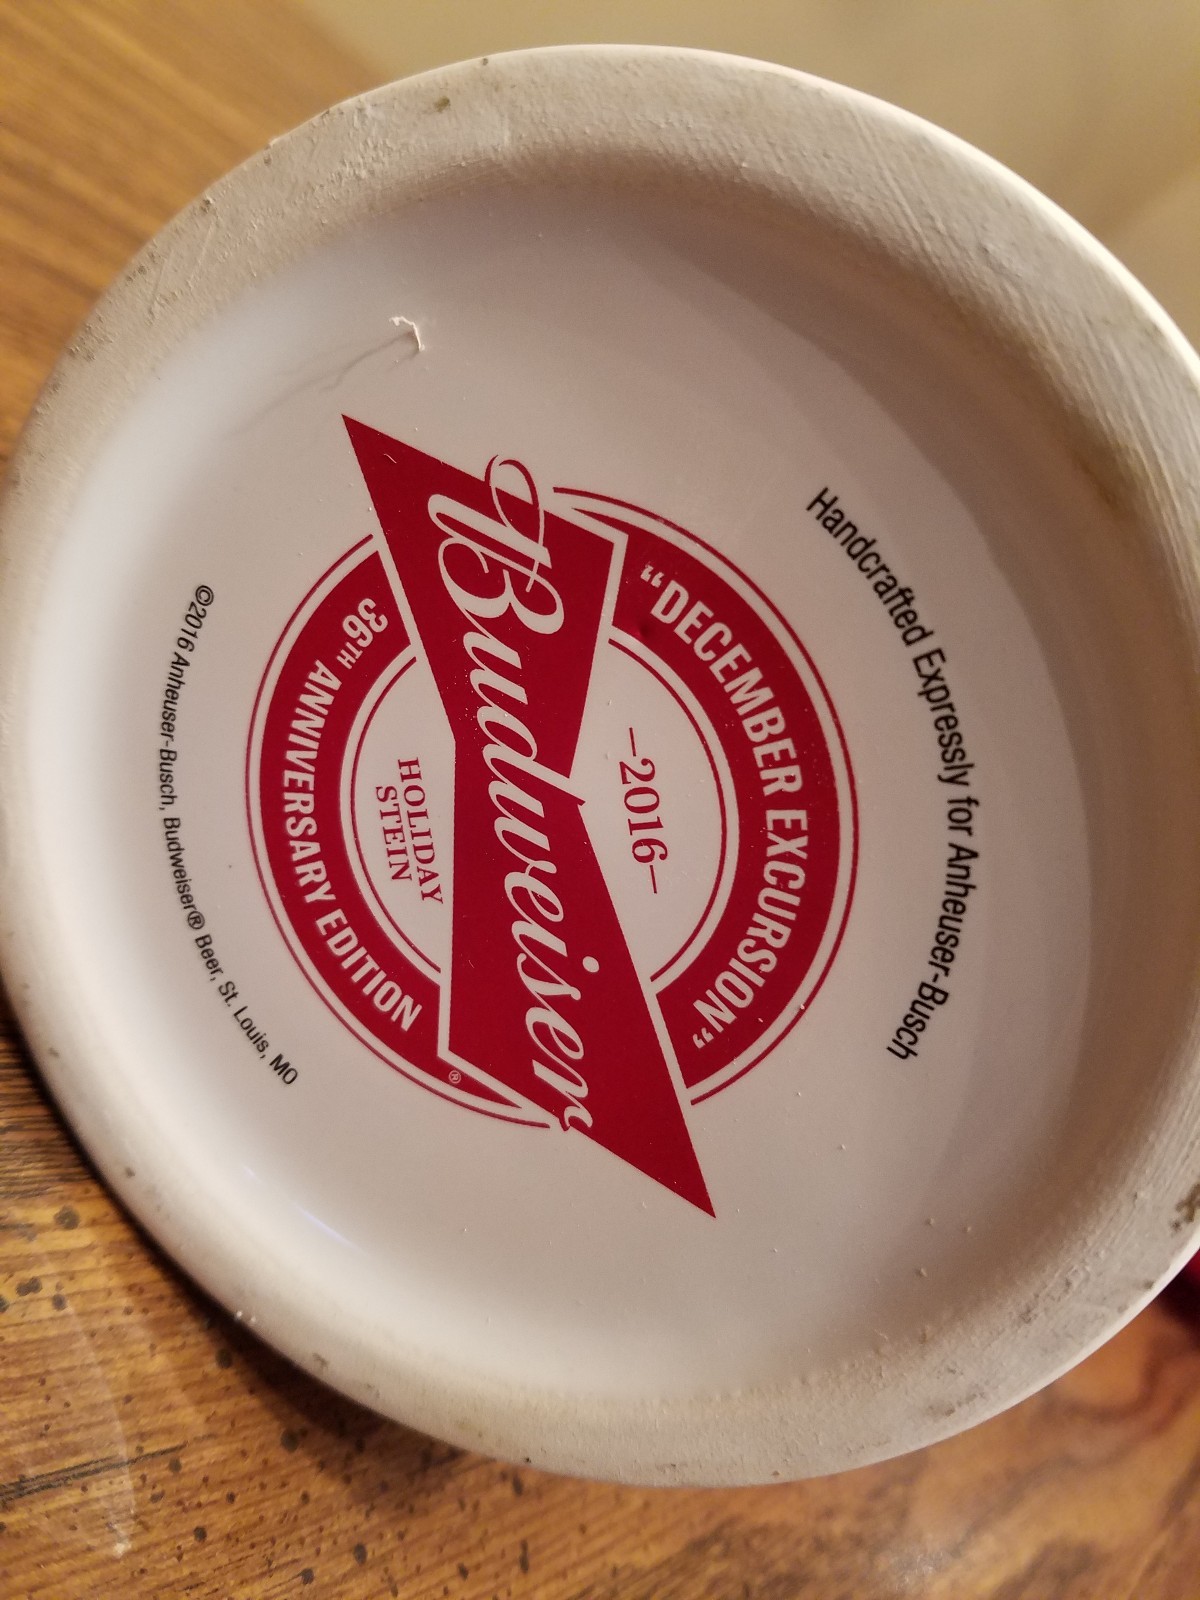 Handcrafted Expressly for Anheuser-Busch
"DECEMBER EXCURSION"
—2016—
Budweiser
HOLIDAY
STEIN
36TH ANNIVERSARY EDITION
®
©2016 Anheuser-Busch, Budweiser® Beer, St. Louis, MO